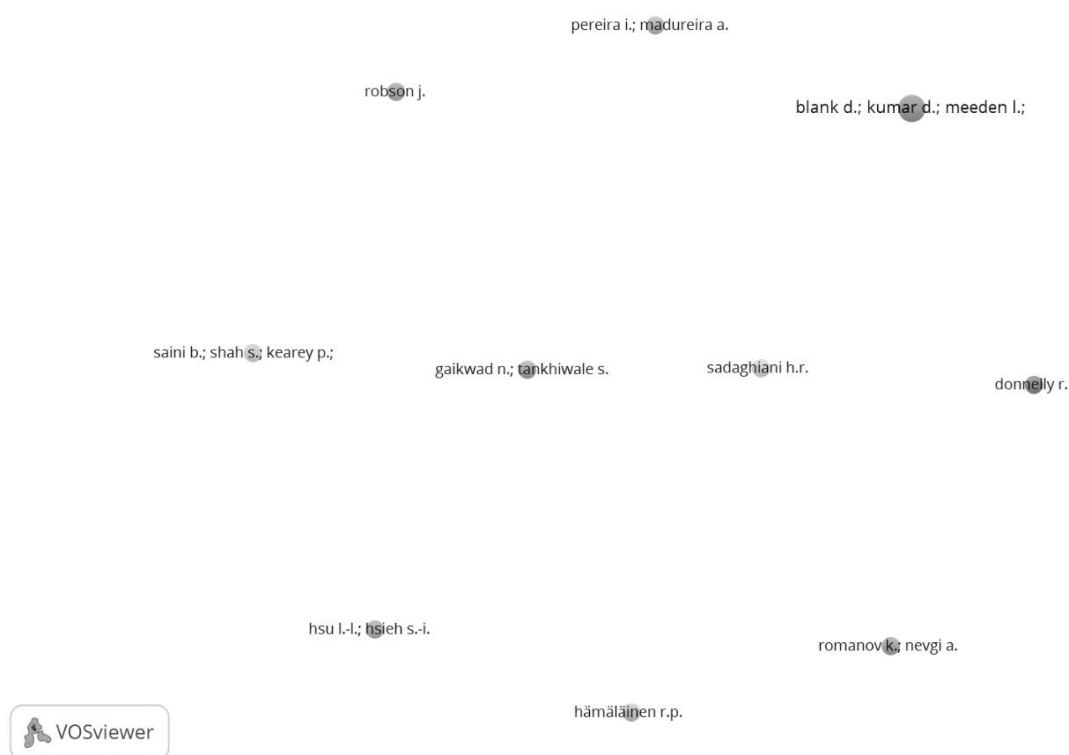 pereira i.; madureira a.
robson j.
blank d.; kumar d.; meeden l.;
saini b.; shah s.; kearey p.;
gaikwad n.; tankhiwale s.
sadaghiani h.r.
donnelly r.
hsu l.-l.; hsieh s.-i.
romanov k.; nevgi a.
hämäläinen r.p.
VOSviewer